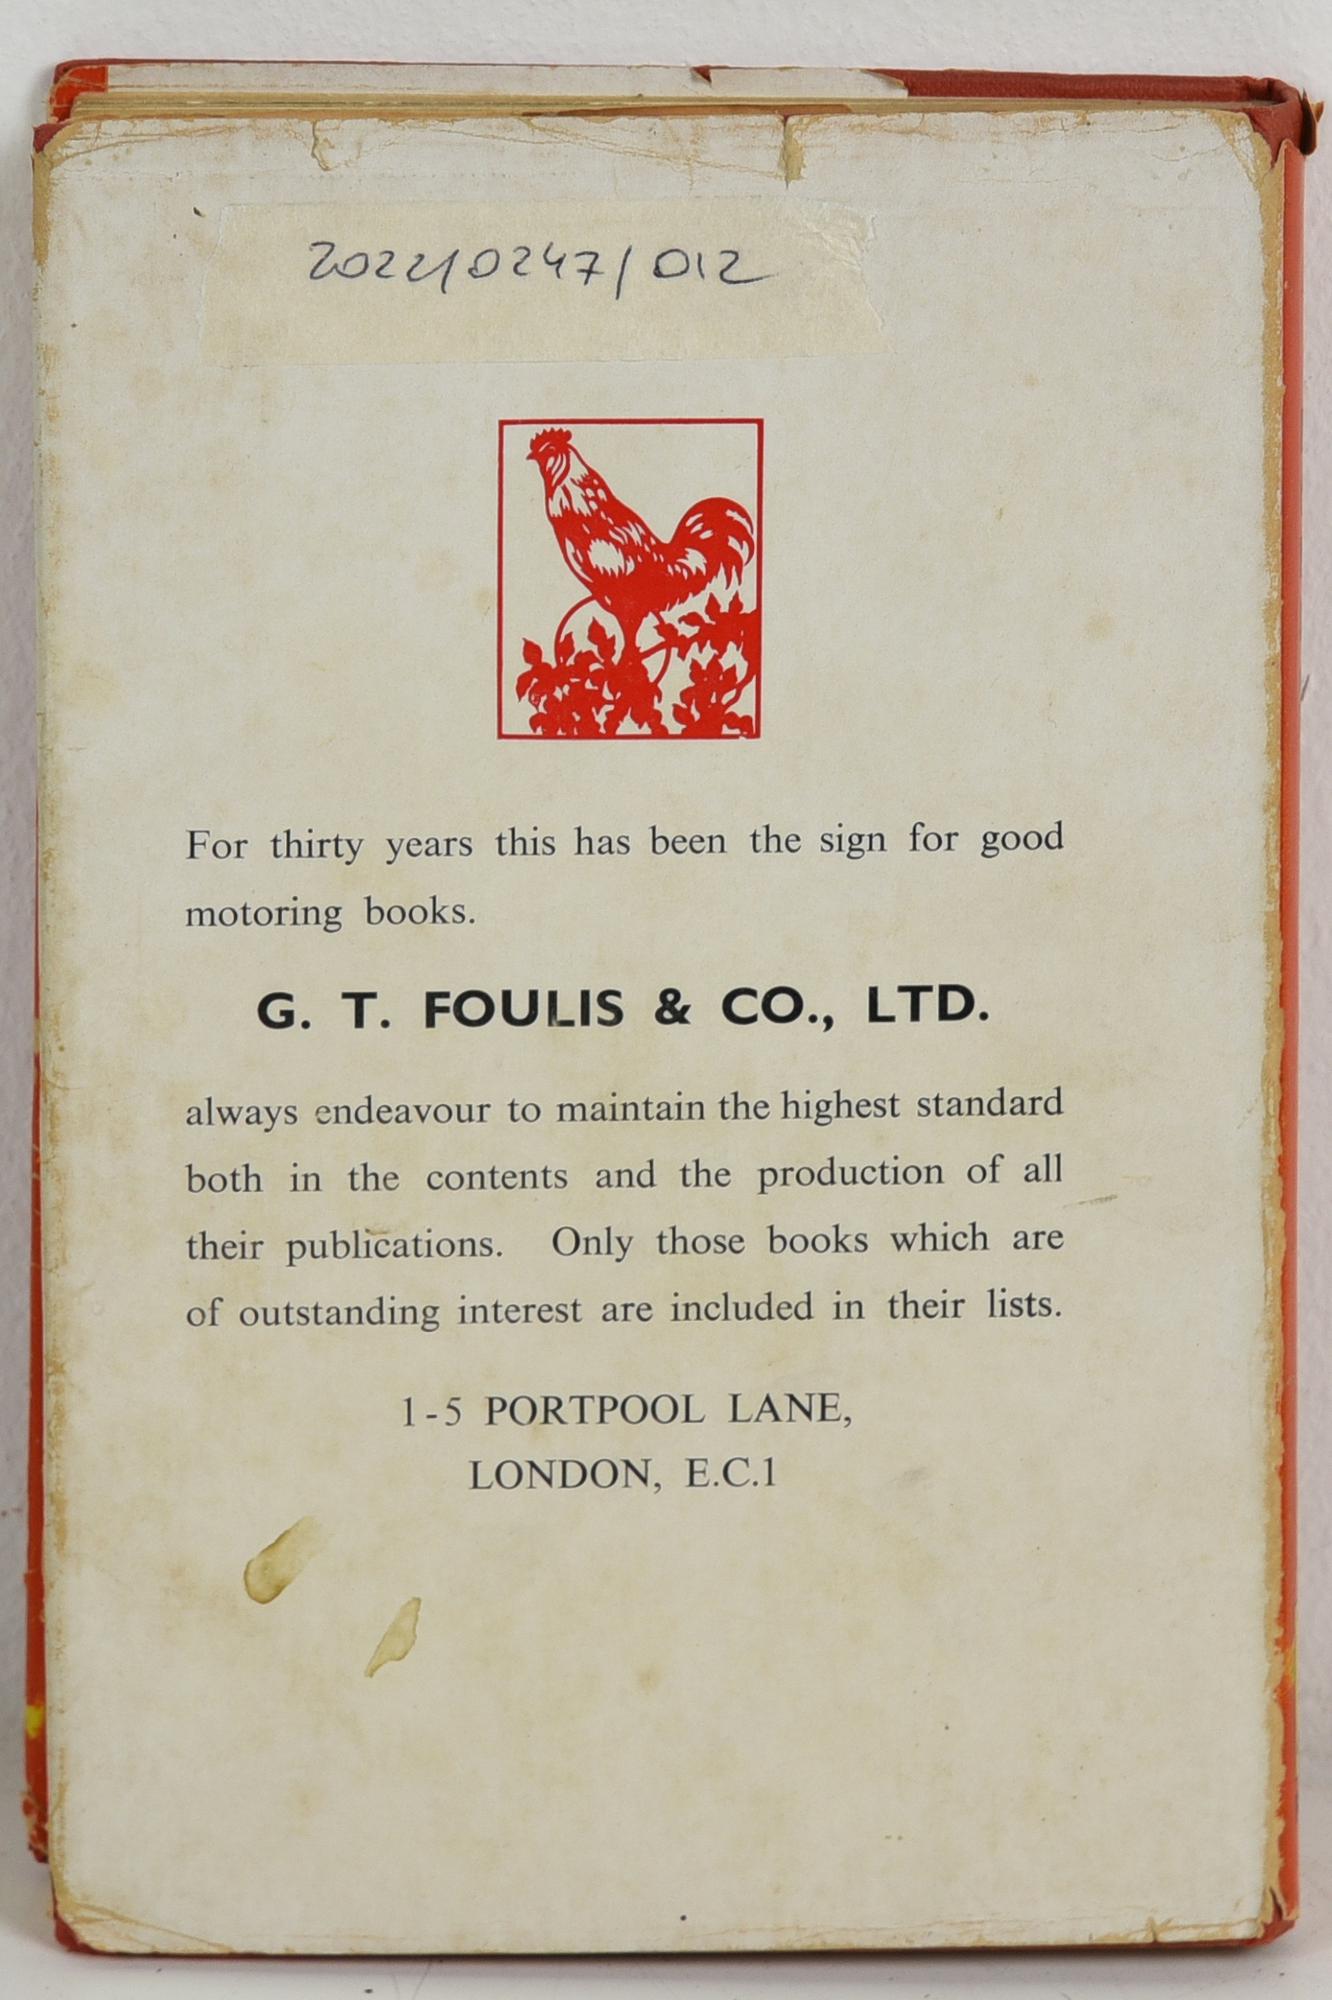 2022/0247/012
For thirty years this has been the sign for good
motoring books.
G. T. FOULIS & CO., LTD.
always endeavour to maintain the highest standard
both in the contents and the production of all
their publications. Only those books which are
of outstanding interest are included in their lists.
1-5 PORTPOOL LANE,
LONDON, E.C.1